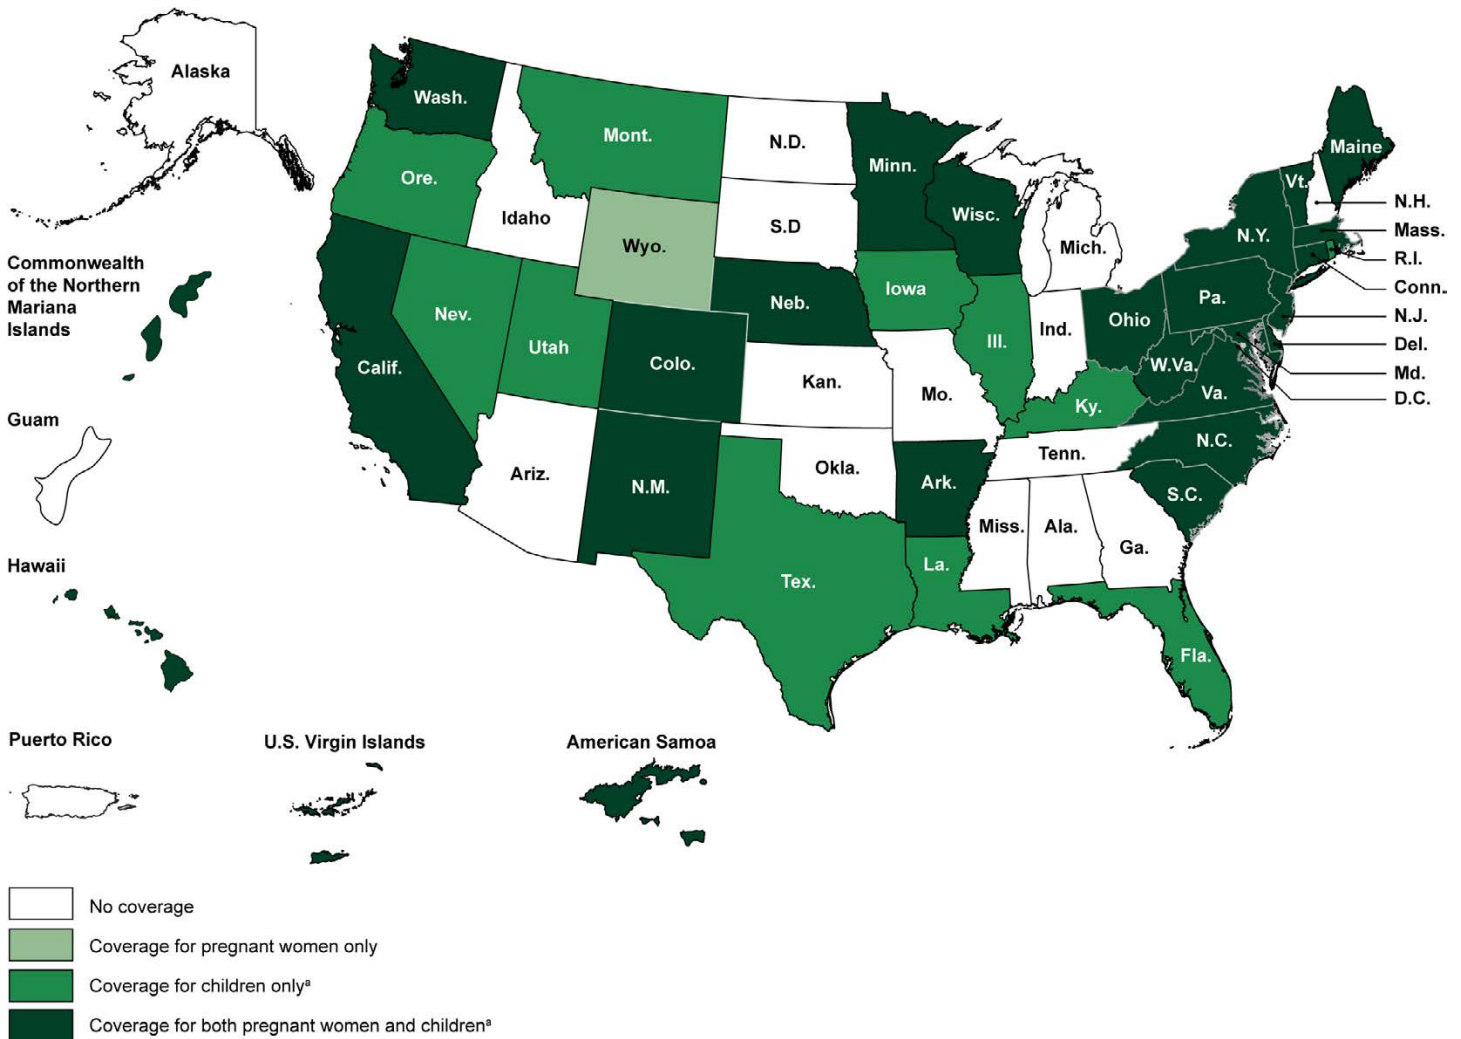 Alaska
Wash.
Mont.
N.D.
Minn.
Maine
Vt.
Ore.
Idaho
S.D
Wisc.
Mich.
N.Y.
N.H.
Mass.
R.I.
Conn.
N.J.
Del.
Md.
D.C.
Wyo.
Commonwealth
of the Northern
Mariana
Islands
Nev.
Utah
Colo.
Neb.
Iowa
Ill.
Ind.
Ohio
Pa.
W.Va.
Va.
Calif.
Kan.
Mo.
Ky.
N.C.
Guam
Ariz.
N.M.
Okla.
Ark.
Tenn.
S.C.
Miss.
Ala.
Ga.
Hawaii
Tex.
La.
Fla.
Puerto Rico
U.S. Virgin Islands
American Samoa
No coverage
Coverage for pregnant women only
Coverage for children onlyᵃ
Coverage for both pregnant women and childrenᵃ